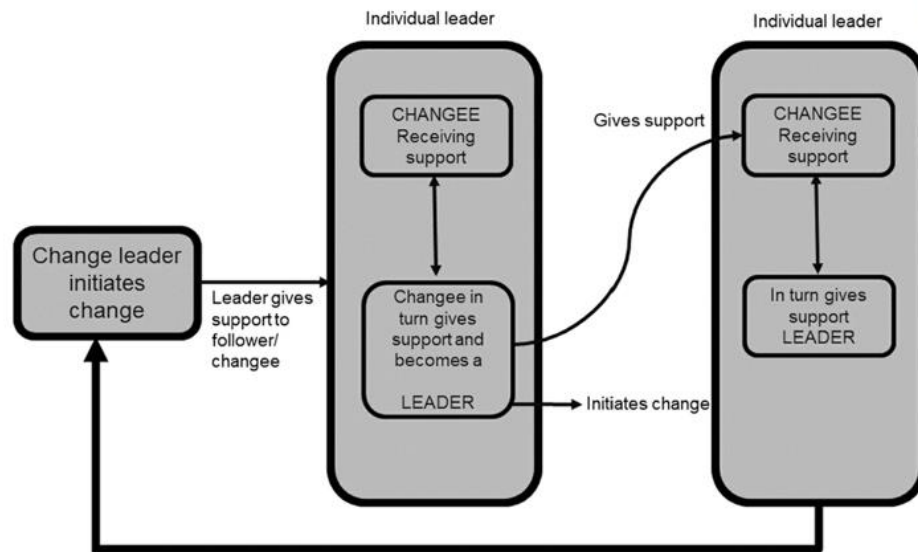 Individual leader
Individual leader
CHANGEE
Receiving
support
Gives support
CHANGEE
Receiving
support
Change leader
initiates
change
Leader gives
support to
follower/
changee
Changee in
turn gives
support and
becomes a
LEADER
In turn gives
support
LEADER
Initiates change